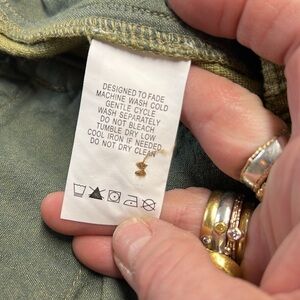 DESIGNED TO FADE
MACHINE WASH COLD
GENTLE CYCLE
WASH SEPARATELY
DO NOT BLEACH
TUMBLE DRY LOW
COOL IRON IF NEEDED
DO NOT DRY CLEAN